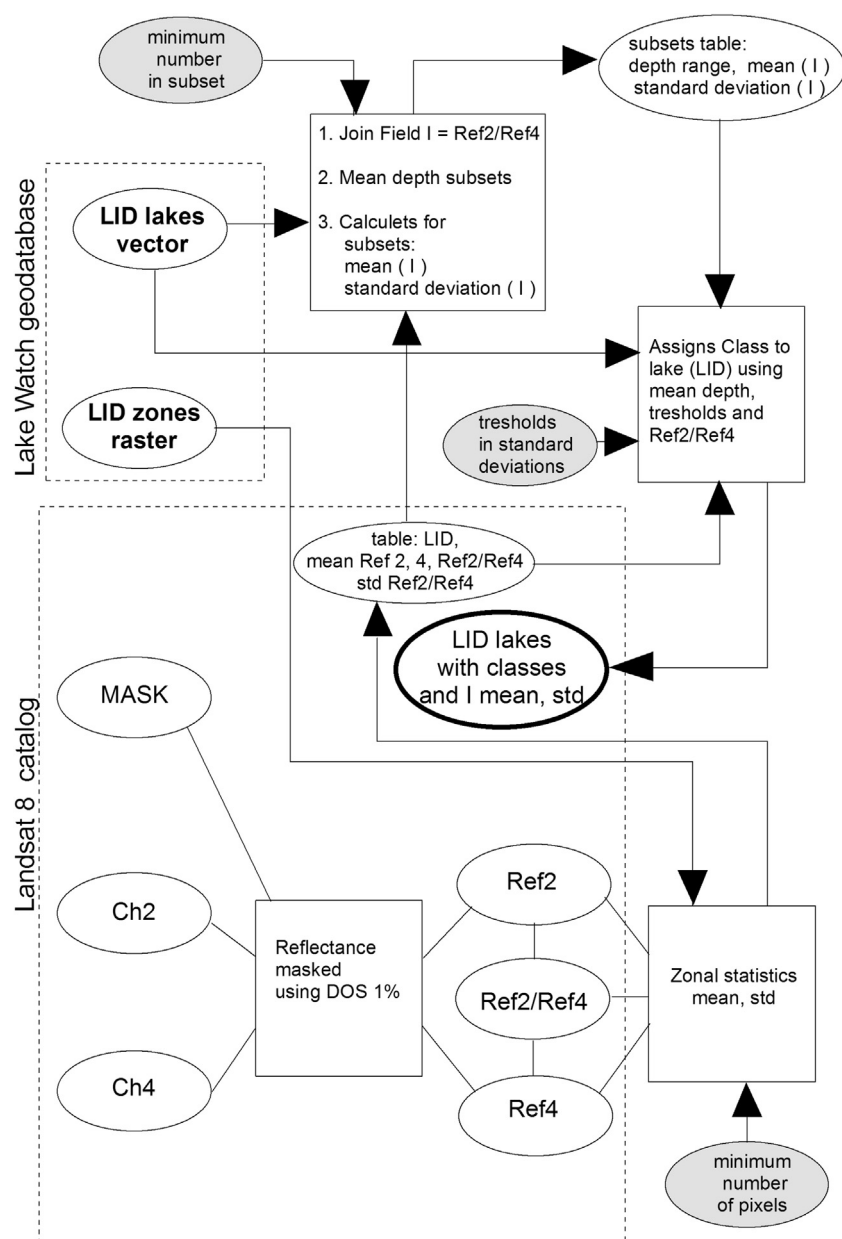 minimum
number
in subset
subsets table:
depth range, mean ( I )
standard deviation ( I )
1. Join Field I = Ref2/Ref4
2. Mean depth subsets
3. Calculets for
subsets:
mean ( I )
standard deviation ( I )
Lake Watch geodatabase
LID lakes
vector
LID zones
raster
Assigns Class to
lake (LID) using
mean depth,
tresholds and
Ref2/Ref4
tresholds
in standard
deviations
table: LID,
mean Ref 2, 4, Ref2/Ref4
std Ref2/Ref4
LID lakes
with classes
and I mean, std
Landsat 8 catalog
MASK
Ch2
Ch4
Reflectance
masked
using DOS 1%
Ref2
Ref2/Ref4
Ref4
Zonal statistics
mean, std
minimum
number
of pixels